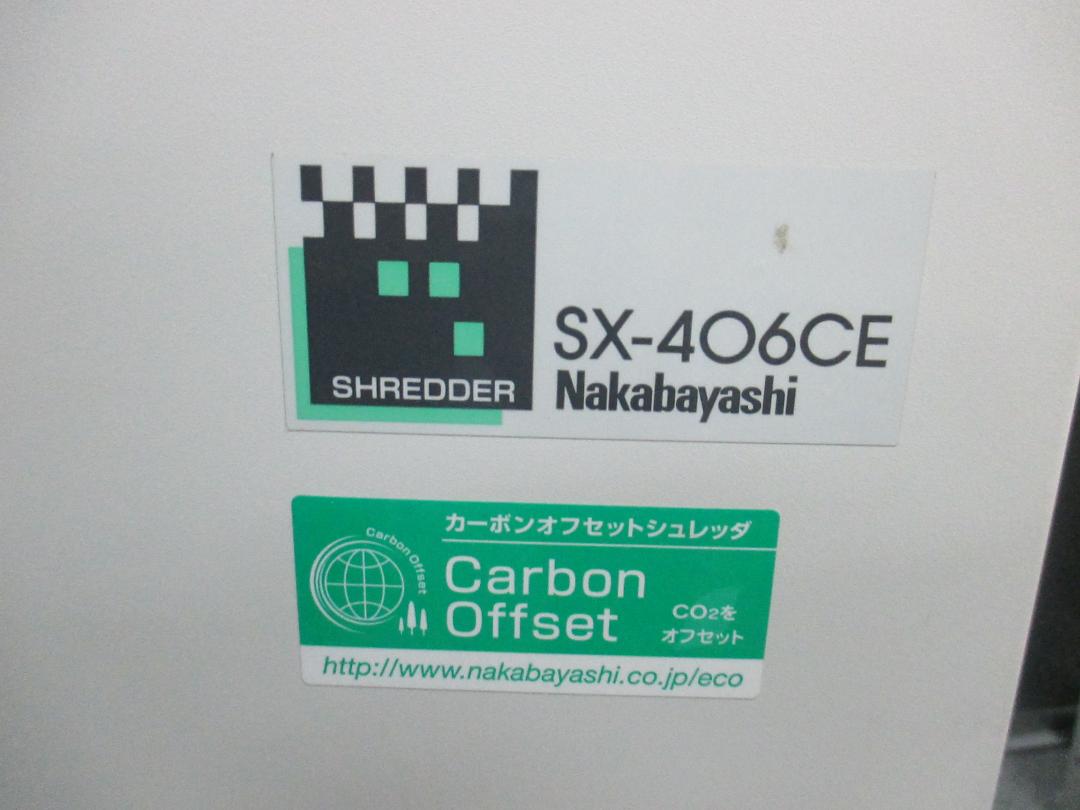 SHREDDER
SX-406CE
Nakabayashi
カーボンオフセットシュレッダ
Carbon Offset
Carbon
Offset
CO2を
オフセット
http://www.nakabayashi.co.jp/eco